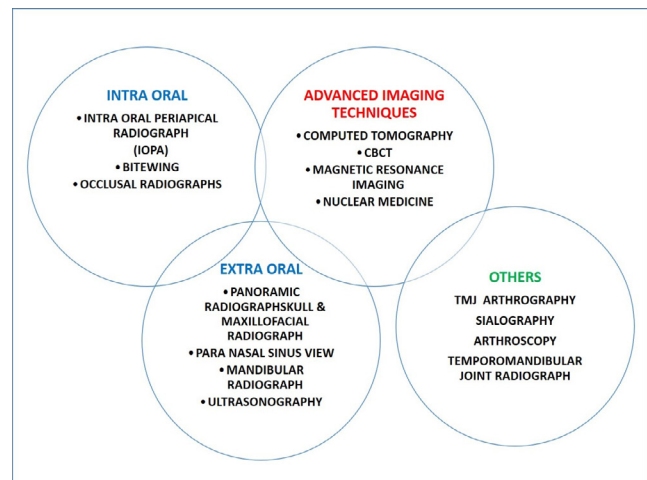 INTRA ORAL
• INTRA ORAL PERIAPICAL
RADIOGRAPH
(IOPA)
• BITEWING
• OCCLUSAL RADIOGRAPHS
ADVANCED IMAGING
TECHNIQUES
• COMPUTED TOMOGRAPHY
• CBCT
• MAGNETIC RESONANCE
IMAGING
• NUCLEAR MEDICINE
EXTRA ORAL
• PANORAMIC
RADIOGRAPHSKULL &
MAXILLOFACIAL
RADIOGRAPH
• PARA NASAL SINUS VIEW
• MANDIBULAR
RADIOGRAPH
• ULTRASONOGRAPHY
OTHERS
TMJ ARTHROGRAPHY
SIALOGRAPHY
ARTHROSCOPY
TEMPOROMANDIBULAR
JOINT RADIOGRAPH